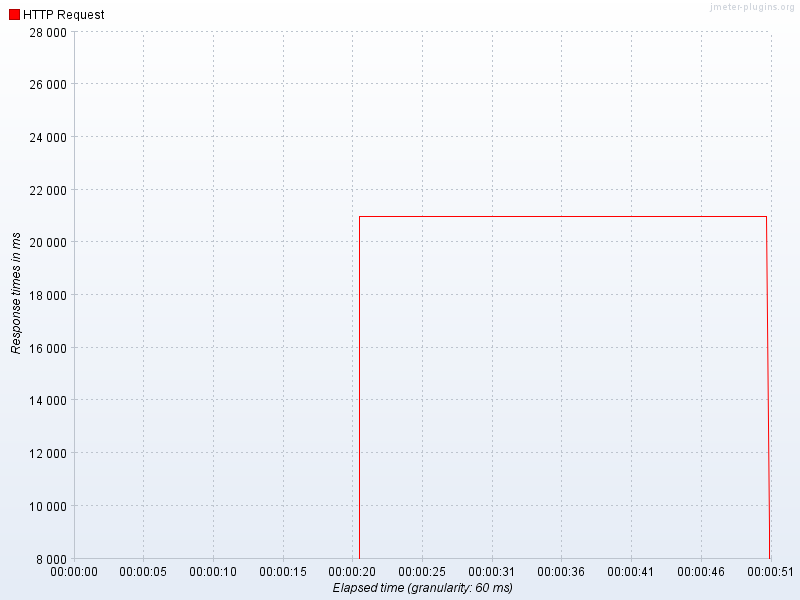 jmeter-plugins.org
HTTP Request
28 000
26 000
24 000
22 000
20 000
18 000
16 000
14 000
12 000
10 000
8 000
Response times in ms
00:00:00 00:00:05 00:00:10 00:00:15 00:00:20 00:00:25 00:00:31 00:00:36 00:00:41 00:00:46 00:00:51
Elapsed time (granularity: 60 ms)